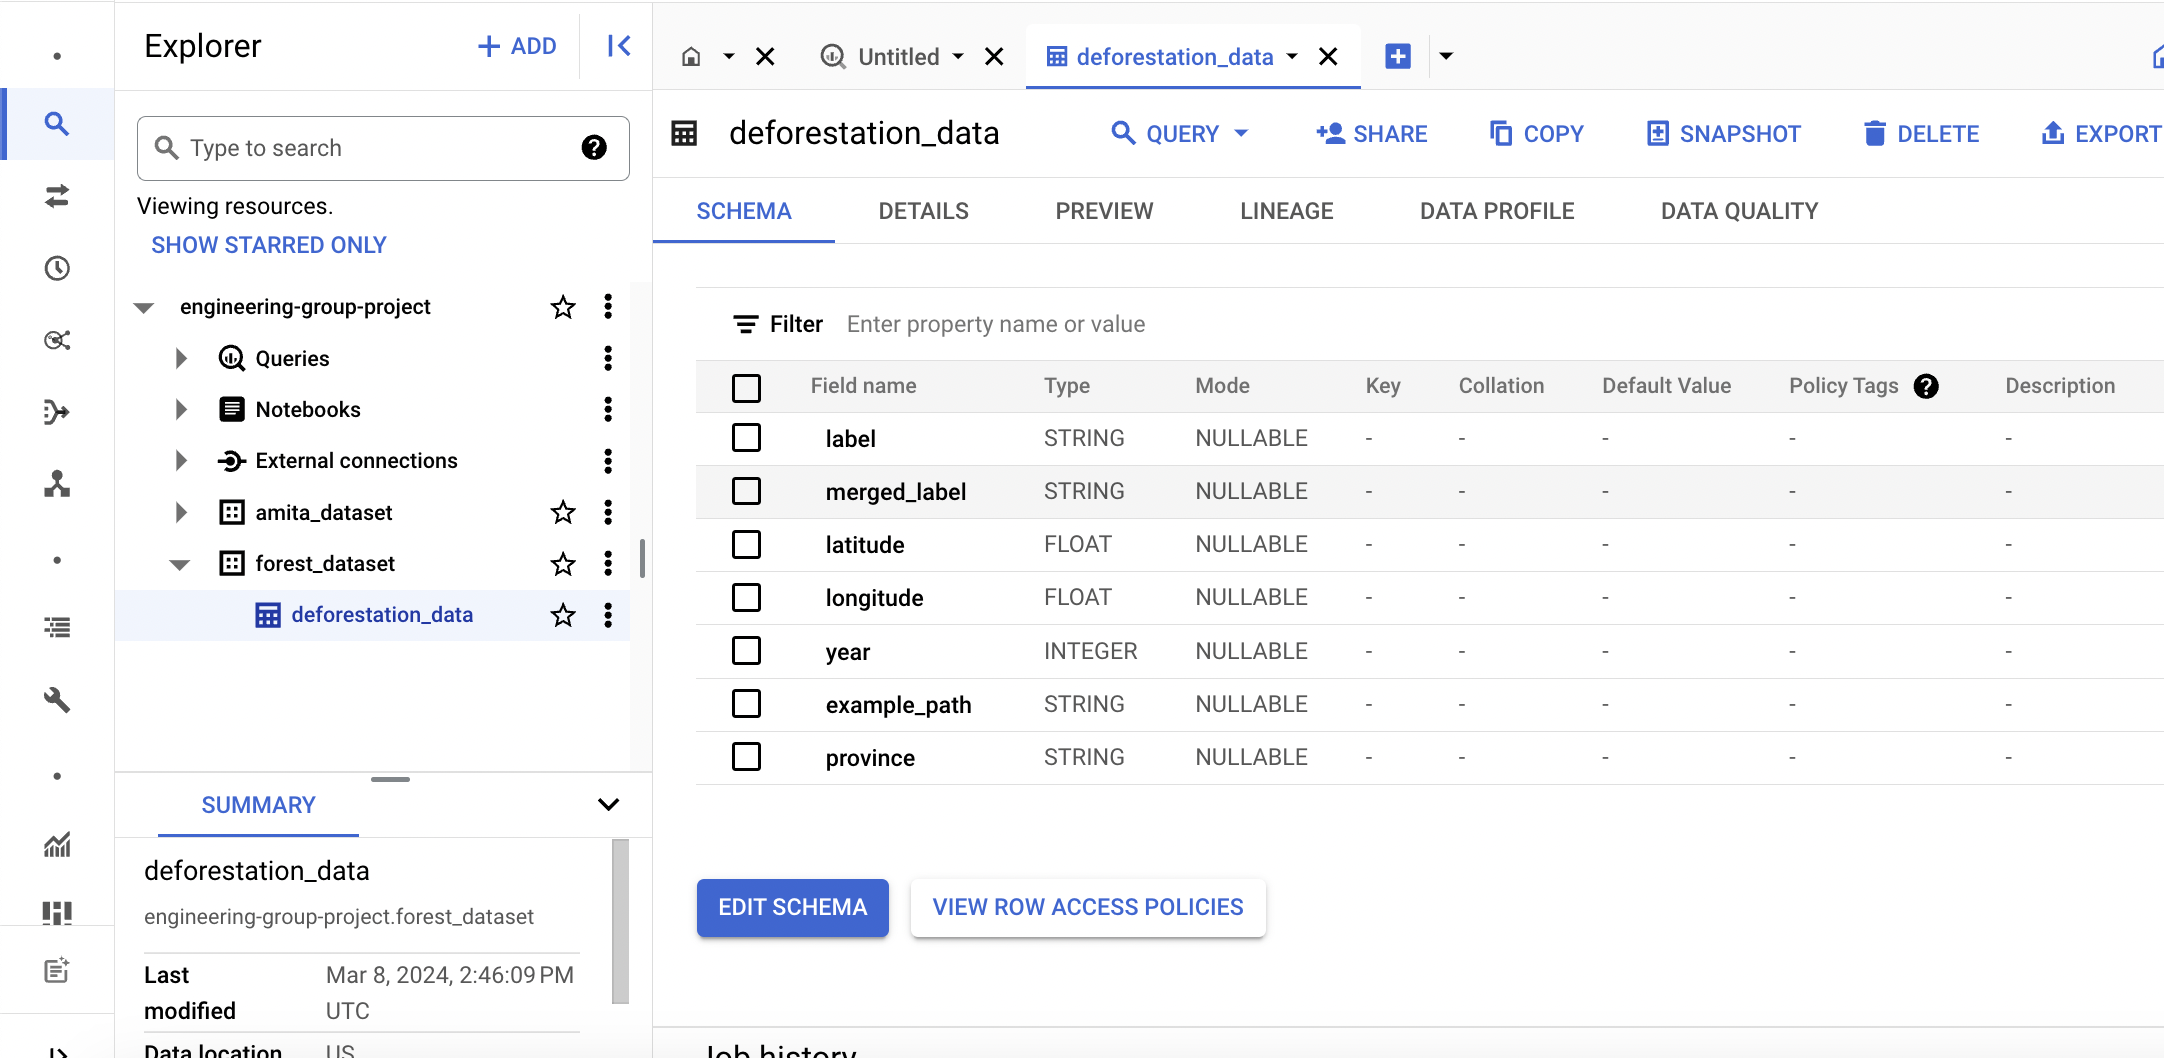 Explorer
+ ADD
Type to search
Viewing resources.
SHOW STARRED ONLY
engineering-group-project
Queries
Notebooks
External connections
amita_dataset
forest_dataset
deforestation_data
SUMMARY
deforestation_data
engineering-group-project.forest_dataset
Last modified Mar 8, 2024, 2:46:09 PM UTC
Data location US
Untitled
deforestation_data
deforestation_data
QUERY SHARE COPY SNAPSHOT DELETE EXPORT
SCHEMA DETAILS PREVIEW LINEAGE DATA PROFILE DATA QUALITY
Filter Enter property name or value
Field name Type Mode Key Collation Default Value Policy Tags Description
label STRING NULLABLE - - - - -
merged_label STRING NULLABLE - - - - -
latitude FLOAT NULLABLE - - - - -
longitude FLOAT NULLABLE - - - - -
year INTEGER NULLABLE - - - - -
example_path STRING NULLABLE - - - - -
province STRING NULLABLE - - - - -
EDIT SCHEMA VIEW ROW ACCESS POLICIES
Job history